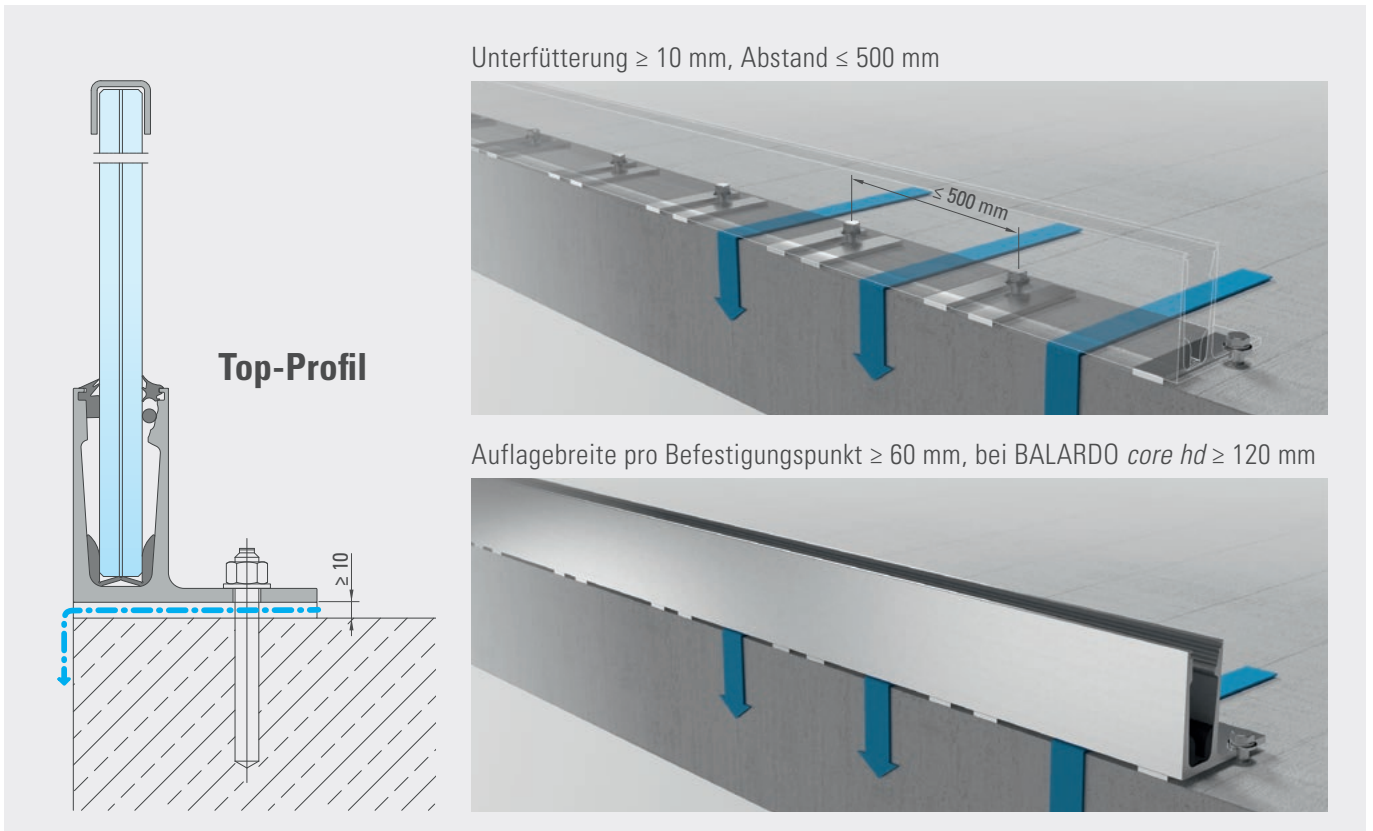 Unterfütterung ≥ 10 mm, Abstand ≤ 500 mm
≤ 500 mm
Top-Profil
≥ 10
Auflagebreite pro Befestigungspunkt ≥ 60 mm, bei BALARDO core hd ≥ 120 mm